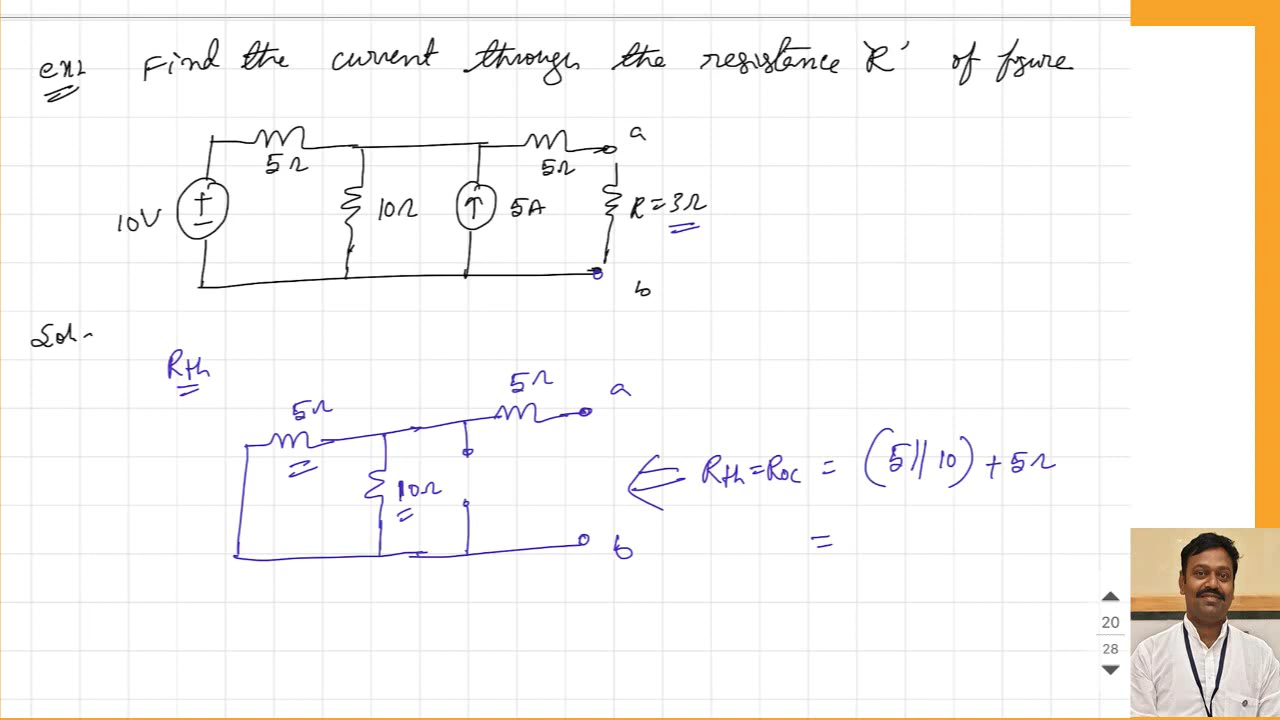 ex2 Find the current through the resistance 'R' of figure
5Ω
5Ω
a
10V
10Ω
5A
R = 3Ω
b
Soln -
Rth
5Ω
5Ω
a
10Ω
Rth = Roc = (5 || 10) + 5Ω
b
=
20
28